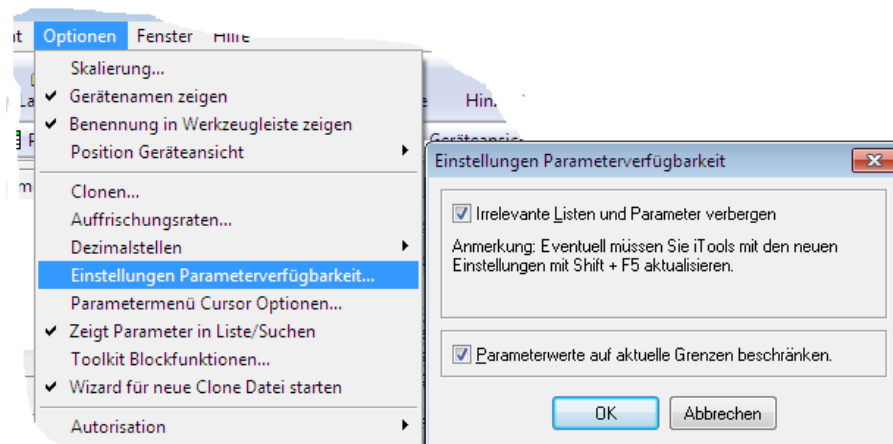 Optionen Fenster
Skalierung...
Gerätenamen zeigen
Benennung in Werkzeugleiste zeigen
Position Geräteansicht
Clonen...
Auffrischungsraten...
Dezimalstellen
Einstellungen Parameterverfügbarkeit...
Parametermenü Cursor Optionen...
Zeigt Parameter in Liste/Suchen
Toolkit Blockfunktionen...
Wizard für neue Clone Datei starten
Autorisation
Einstellungen Parameterverfügbarkeit
Irrelevante Listen und Parameter verbergen
Anmerkung: Eventuell müssen Sie iTools mit den neuen
Einstellungen mit Shift + F5 aktualisieren.
Parameterwerte auf aktuelle Grenzen beschränken.
OK Abbrechen